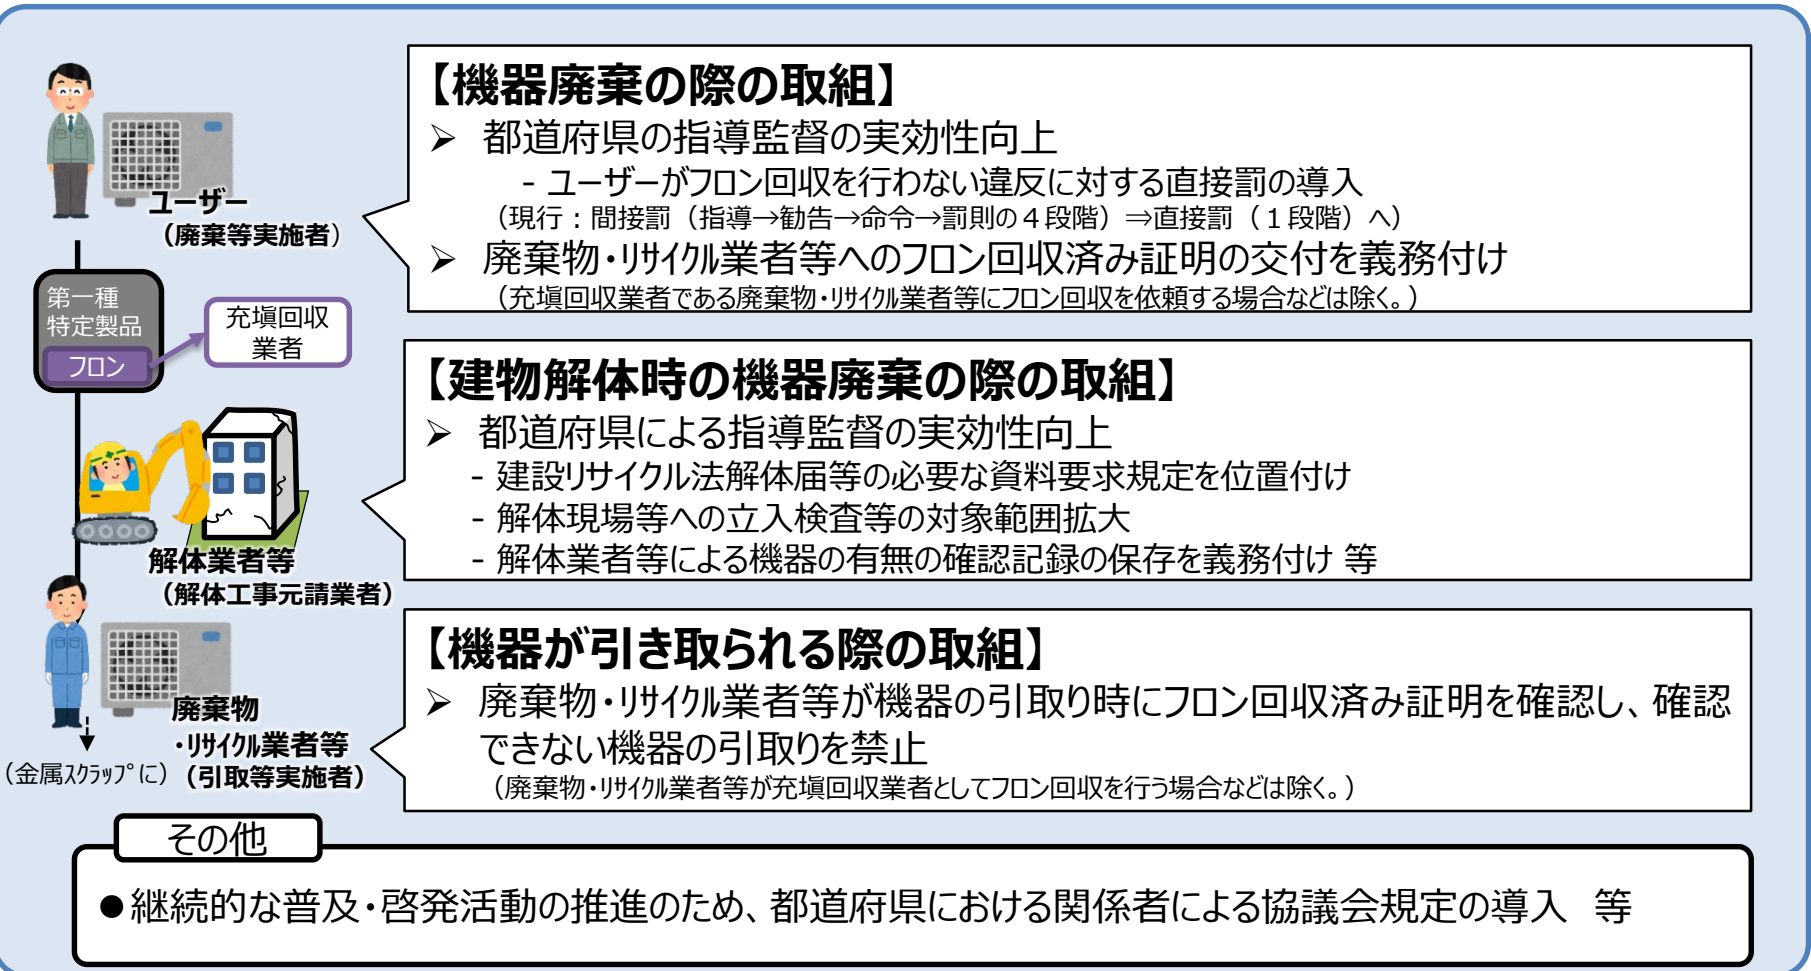 【機器廃棄の際の取組】
➢ 都道府県の指導監督の実効性向上
- ユーザーがフロン回収を行わない違反に対する直接罰の導入
（現行：間接罰（指導→勧告→命令→罰則の４段階）⇒直接罰（１段階）へ）
➢ 廃棄物・リサイクル業者等へのフロン回収済み証明の交付を義務付け
（充塡回収業者である廃棄物・リサイクル業者等にフロン回収を依頼する場合などは除く。）
ユーザー
（廃棄等実施者）
第一種
特定製品
フロン
充塡回収
業者
【建物解体時の機器廃棄の際の取組】
➢ 都道府県による指導監督の実効性向上
- 建設リサイクル法解体届等の必要な資料要求規定を位置付け
- 解体現場等への立入検査等の対象範囲拡大
- 解体業者等による機器の有無の確認記録の保存を義務付け 等
解体業者等
（解体工事元請業者）
【機器が引き取られる際の取組】
➢ 廃棄物・リサイクル業者等が機器の引取り時にフロン回収済み証明を確認し、確認
できない機器の引取りを禁止
（廃棄物・リサイクル業者等が充塡回収業者としてフロン回収を行う場合などは除く。）
廃棄物
・リサイクル業者等
（引取等実施者）
（金属スクラップに）
その他
●継続的な普及・啓発活動の推進のため、都道府県における関係者による協議会規定の導入　等